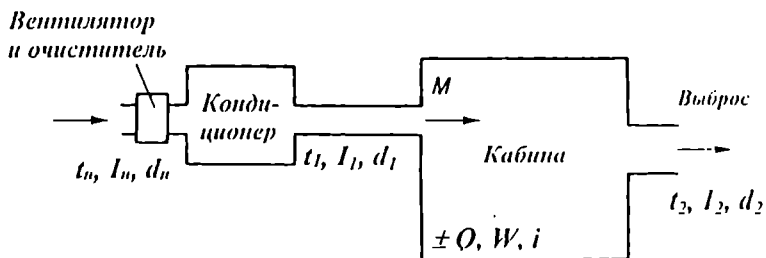 Вентилятор
и очиститель
Конди-
ционер
M
Выброс
Кабина
tн, Iн, dн
t1, I1, d1
t2, I2, d2
± Q, W, i